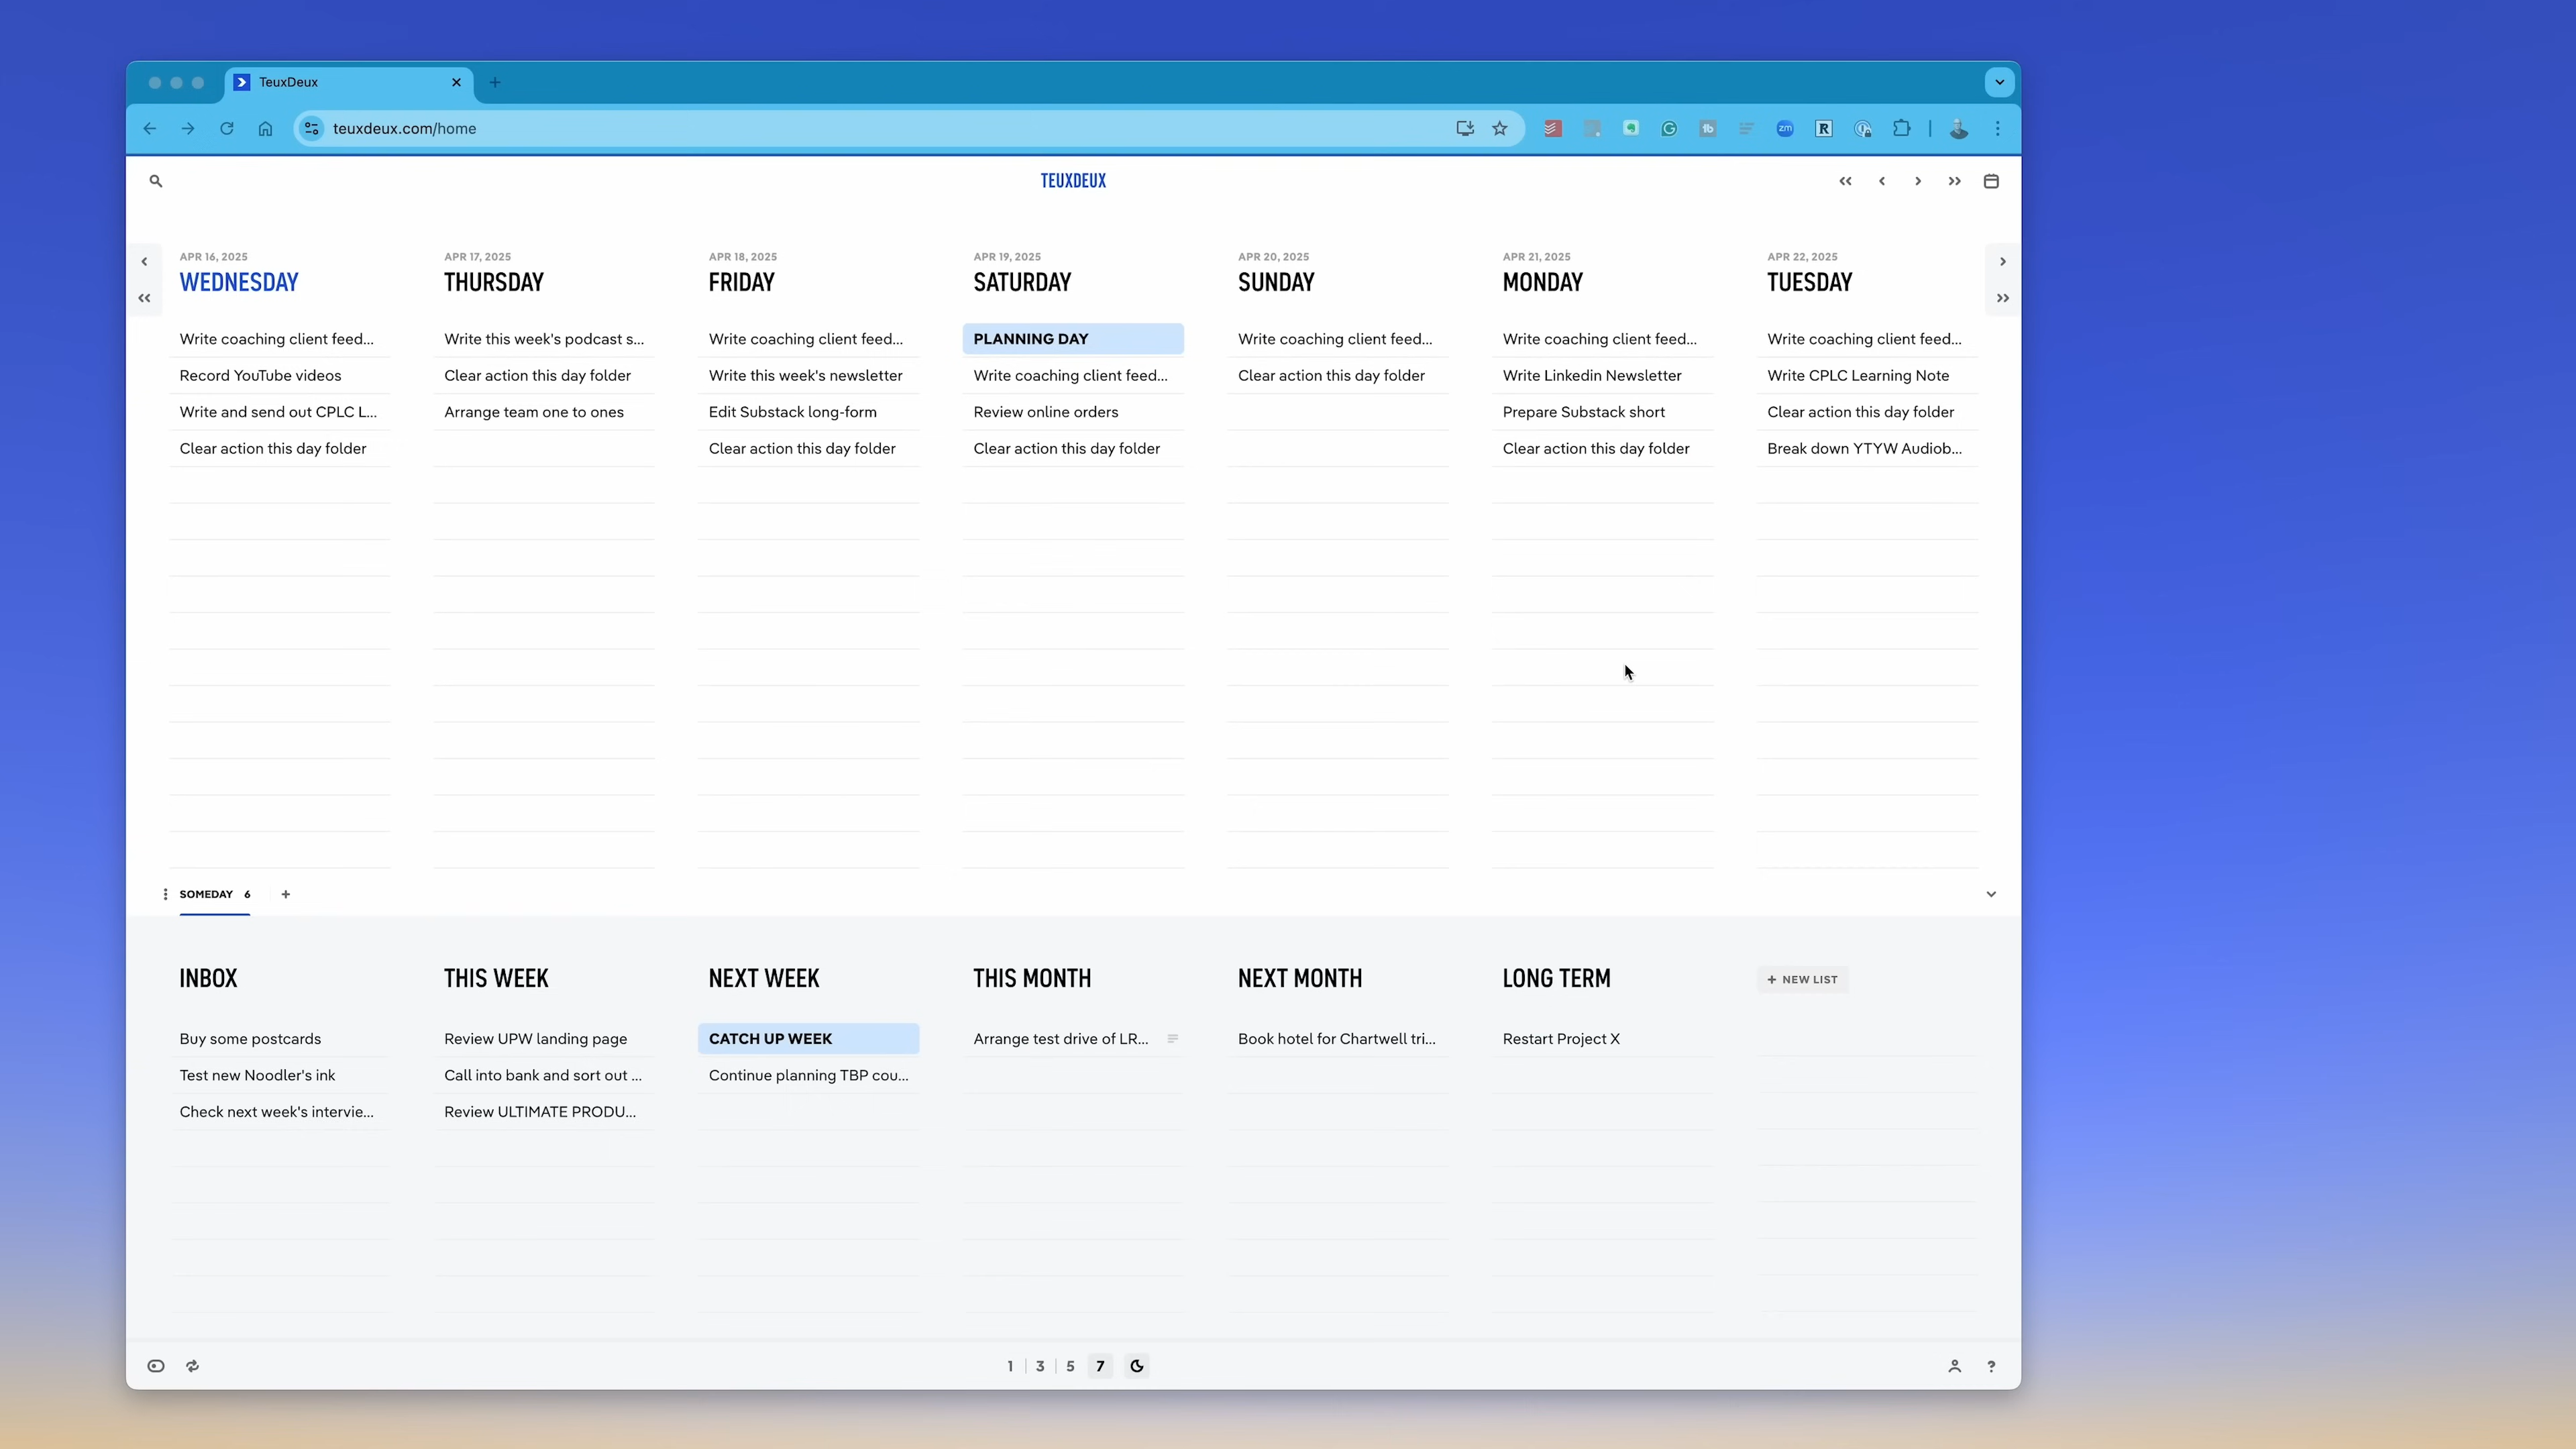 TeuxDeux
teuxdeux.com/home
TEUXDEUX
APR 16, 2025
WEDNESDAY
Write coaching client feed...
Record YouTube videos
Write and send out CPLC L...
Clear action this day folder
APR 17, 2025
THURSDAY
Write this week's podcast s...
Clear action this day folder
Arrange team one to ones
APR 18, 2025
FRIDAY
Write coaching client feed...
Write this week's newsletter
Edit Substack long-form
Clear action this day folder
APR 19, 2025
SATURDAY
PLANNING DAY
Write coaching client feed...
Review online orders
Clear action this day folder
APR 20, 2025
SUNDAY
Write coaching client feed...
Clear action this day folder
APR 21, 2025
MONDAY
Write coaching client feed...
Write Linkedin Newsletter
Prepare Substack short
Clear action this day folder
APR 22, 2025
TUESDAY
Write coaching client feed...
Write CPLC Learning Note
Clear action this day folder
Break down YTYW Audiob...
SOMEDAY 6 +
INBOX
Buy some postcards
Test new Noodler's ink
Check next week's intervie...
THIS WEEK
Review UPW landing page
Call into bank and sort out ...
Review ULTIMATE PRODU...
NEXT WEEK
CATCH UP WEEK
Continue planning TBP cou...
THIS MONTH
Arrange test drive of LR...
NEXT MONTH
Book hotel for Chartwell tri...
LONG TERM
Restart Project X
+ NEW LIST
1 | 3 | 5 7
?